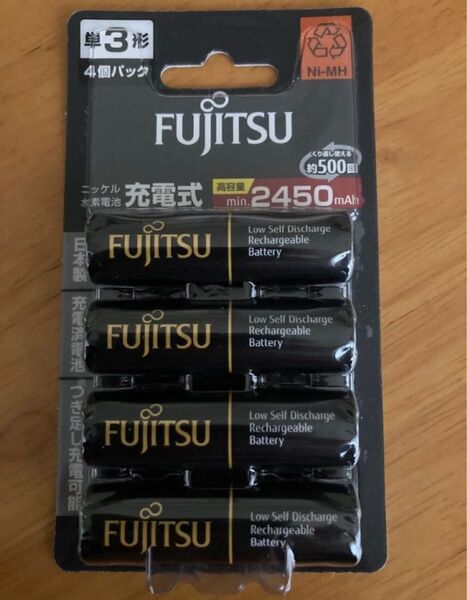 単3形
4個パック
Ni-MH
FUJITSU
くり返し使える
約500回
ニッケル
水素電池
充電式
高容量
min.2450mAh
日本製
充電済電池
つぎ足し充電可能
FUJITSU
Low Self Discharge
Rechargeable
Battery
FUJITSU
Low Self Discharge
Rechargeable
Battery
FUJITSU
Low Self Discharge
Rechargeable
Battery
FUJITSU
Low Self Discharge
Rechargeable
Battery